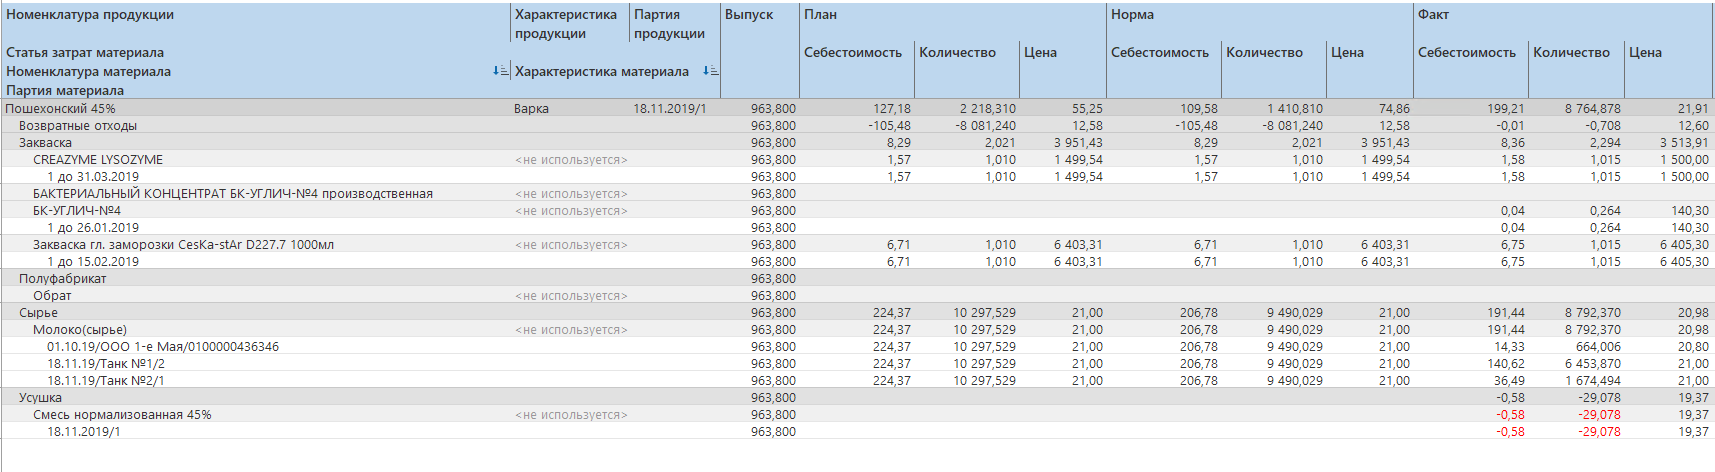 Номенклатура продукции Характеристика продукции Партия продукции Выпуск План Норма Факт
Статья затрат материала Себестоимость Количество Цена Себестоимость Количество Цена Себестоимость Количество Цена
Номенклатура материала Характеристика материала
Партия материала
Пошехонский 45% Варка 18.11.2019/1 963,800 127,18 2 218,310 55,25 109,58 1 410,810 74,86 199,21 8 764,878 21,91
Возвратные отходы 963,800 -105,48 -8 081,240 12,58 -105,48 -8 081,240 12,58 -0,01 -0,708 12,60
Закваска 963,800 8,29 2,021 3 951,43 8,29 2,021 3 951,43 8,36 2,294 3 513,91
CREAZYME LYSOZYME <не используется> 963,800 1,57 1,010 1 499,54 1,57 1,010 1 499,54 1,58 1,015 1 500,00
1 до 31.03.2019 963,800 1,57 1,010 1 499,54 1,57 1,010 1 499,54 1,58 1,015 1 500,00
БАКТЕРИАЛЬНЫЙ КОНЦЕНТРАТ БК-УГЛИЧ-№4 производственная <не используется> 963,800
БК-УГЛИЧ-№4 <не используется> 963,800 0,04 0,264 140,30
1 до 26.01.2019 963,800 0,04 0,264 140,30
Закваска гл. заморозки CesKa-stAr D227.7 1000мл <не используется> 963,800 6,71 1,010 6 403,31 6,71 1,010 6 403,31 6,75 1,015 6 405,30
1 до 15.02.2019 963,800 6,71 1,010 6 403,31 6,71 1,010 6 403,31 6,75 1,015 6 405,30
Полуфабрикат 963,800
Обрат <не используется> 963,800
Сырье 963,800 224,37 10 297,529 21,00 206,78 9 490,029 21,00 191,44 8 792,370 20,98
Молоко(сырье) <не используется> 963,800 224,37 10 297,529 21,00 206,78 9 490,029 21,00 191,44 8 792,370 20,98
01.10.19/ООО 1-е Мая/0100000436346 963,800 224,37 10 297,529 21,00 206,78 9 490,029 21,00 14,33 664,006 20,80
18.11.19/Танк №1/2 963,800 224,37 10 297,529 21,00 206,78 9 490,029 21,00 140,62 6 453,870 21,00
18.11.19/Танк №2/1 963,800 224,37 10 297,529 21,00 206,78 9 490,029 21,00 36,49 1 674,494 21,00
Усушка 963,800 -0,58 -29,078 19,37
Смесь нормализованная 45% <не используется> 963,800 -0,58 -29,078 19,37
18.11.2019/1 963,800 -0,58 -29,078 19,37